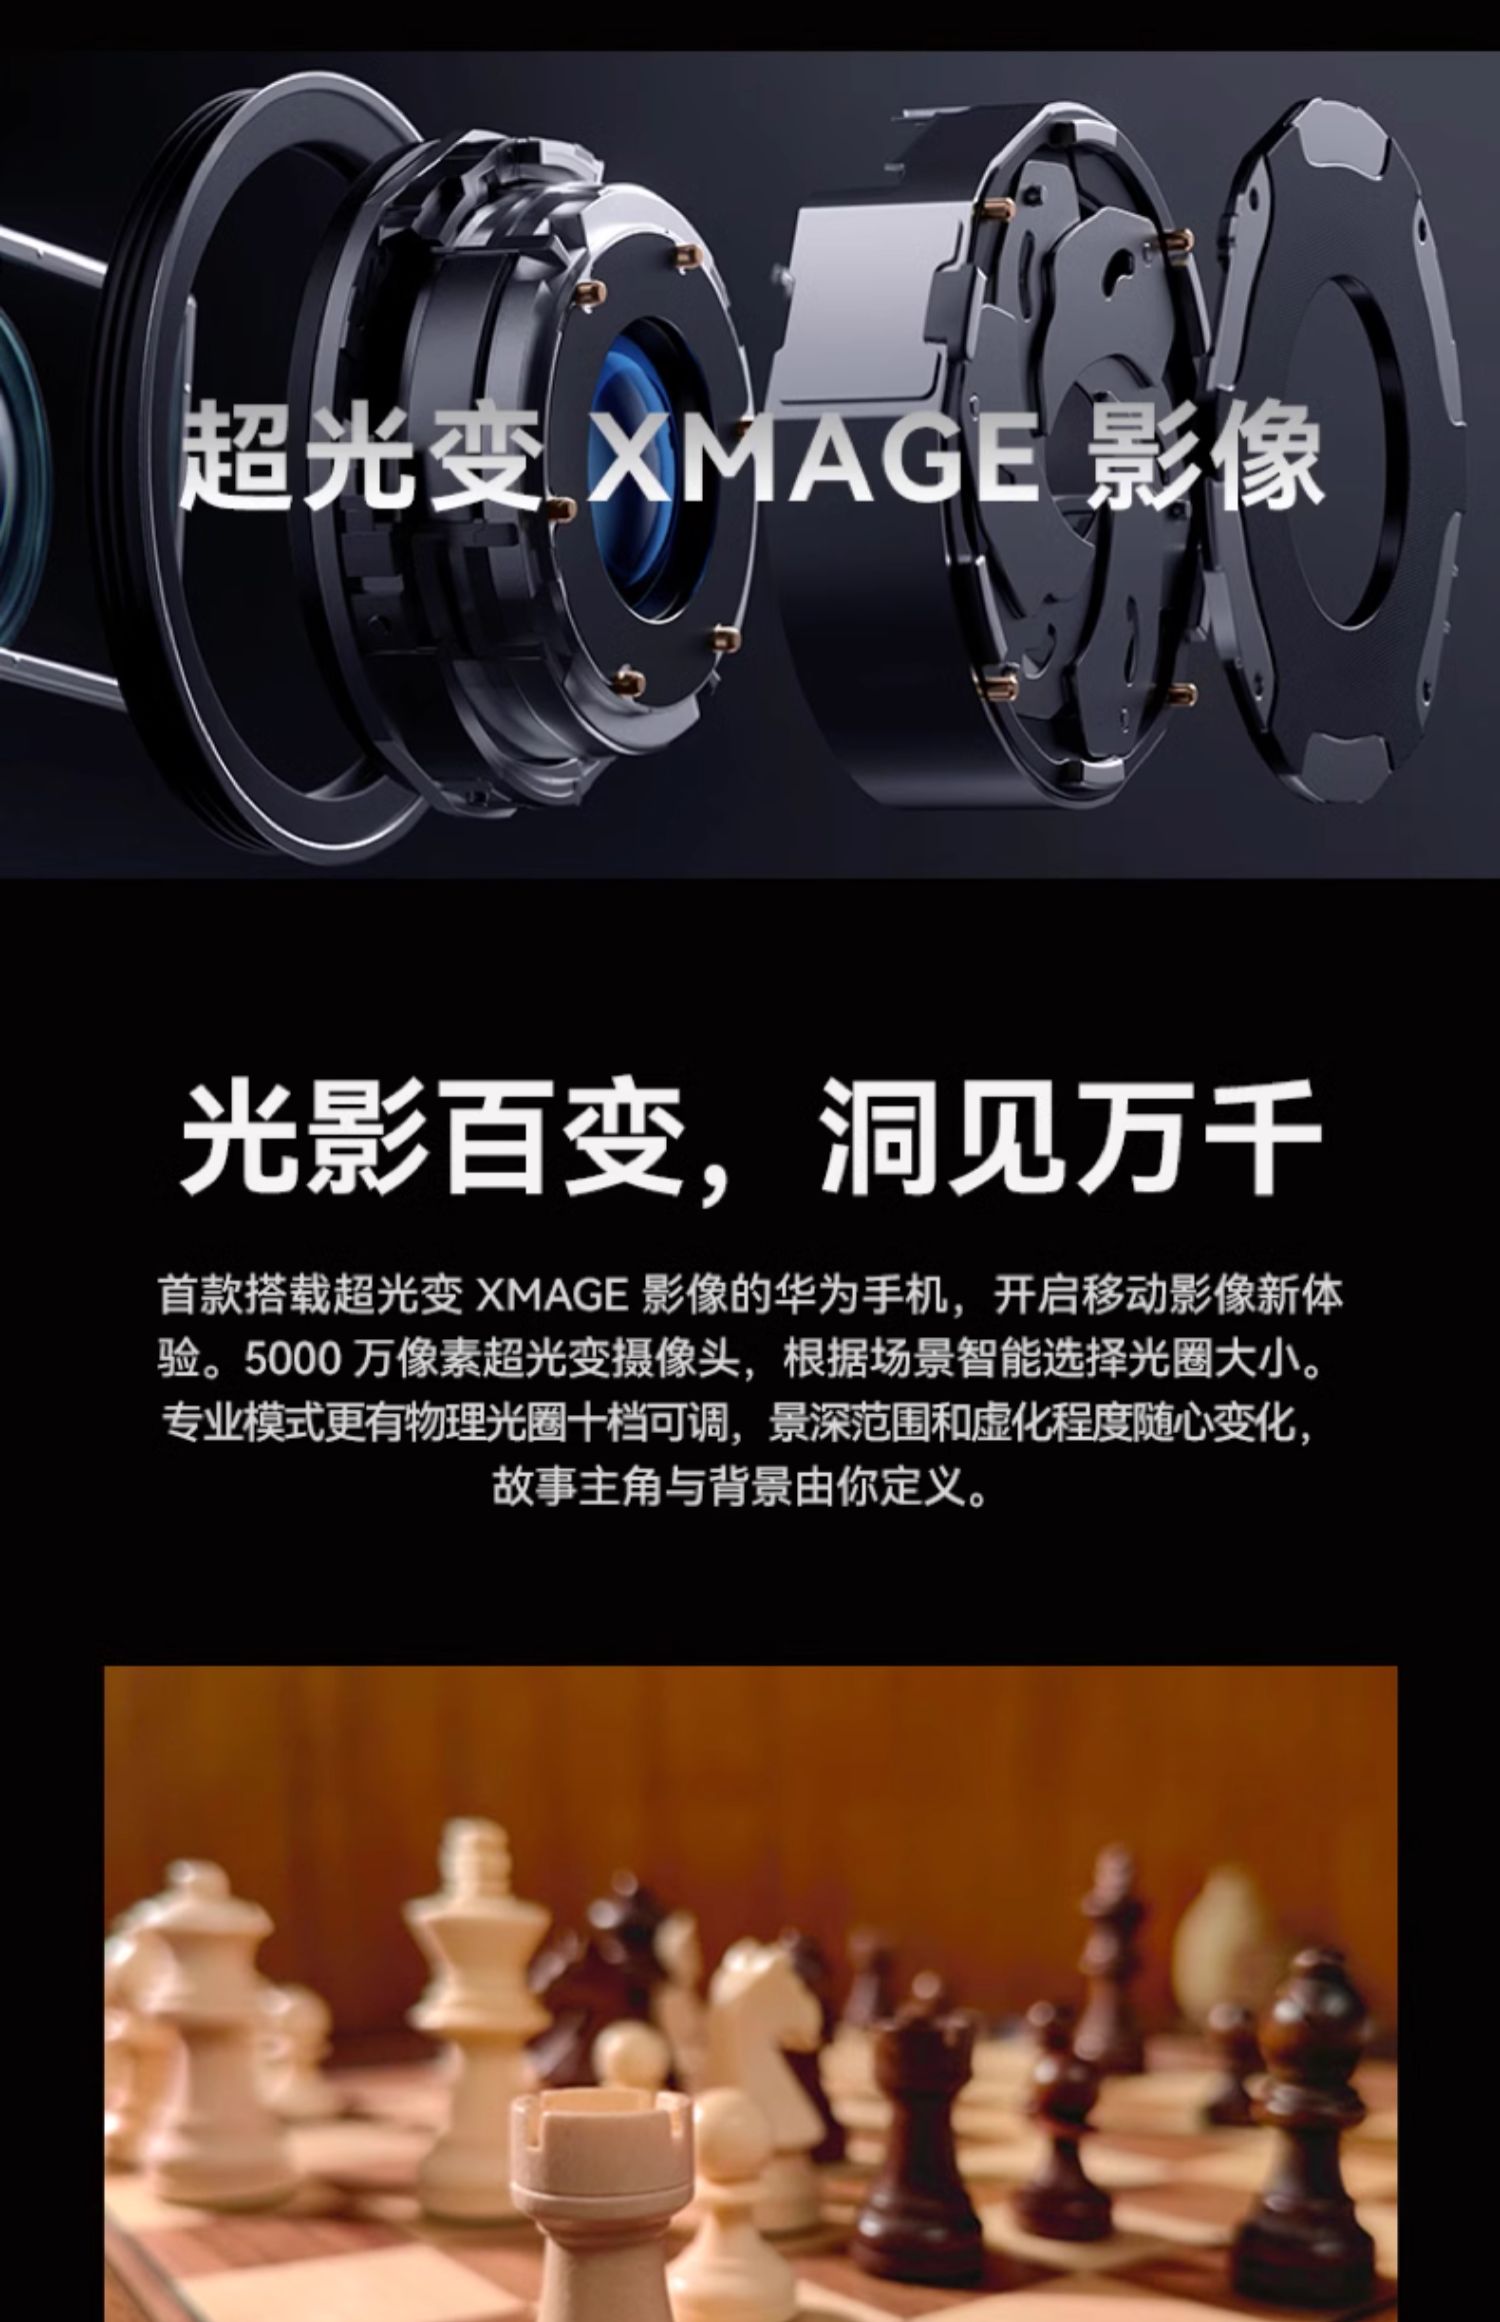 超光变 XMAGE 影像
光影百变，洞见万千
首款搭载超光变 XMAGE 影像的华为手机，开启移动影像新体
验。5000 万像素超光变摄像头，根据场景智能选择光圈大小。
专业模式更有物理光圈十档可调，景深范围和虚化程度随心变化，
故事主角与背景由你定义。